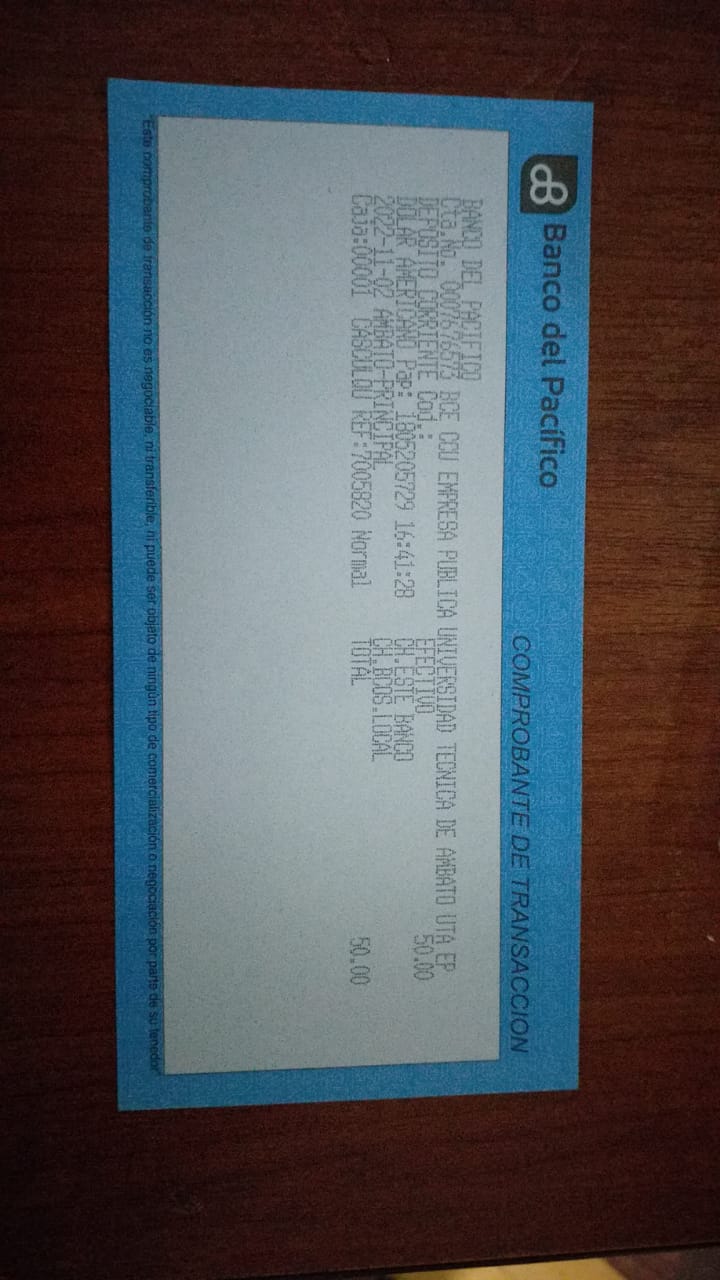 Banco del Pacífico
COMPROBANTE DE TRANSACCION
BANCO DEL PACIFICO
Cta.No. 0007676573 BCE CCU EMPRESA PUBLICA UNIVERSIDAD TECNICA DE AMBATO UTA EP
DEPOSITO CORRIENTE Cod.: EFECTIVO 50.00
DOLAR AMERICANO Pap: 1805205729 16:41:28 CH.ESTE BANCO
2022-11-02 AMBATO-PRINCIPAL CH.BCOS.LOCAL
Caja:00001 REF:7005820 Normal TOTAL 50.00
*Este comprobante de transacción no es negociable, ni transferible, ni puede ser objeto de ningún tipo de comercialización o negociación por parte de su tenedor